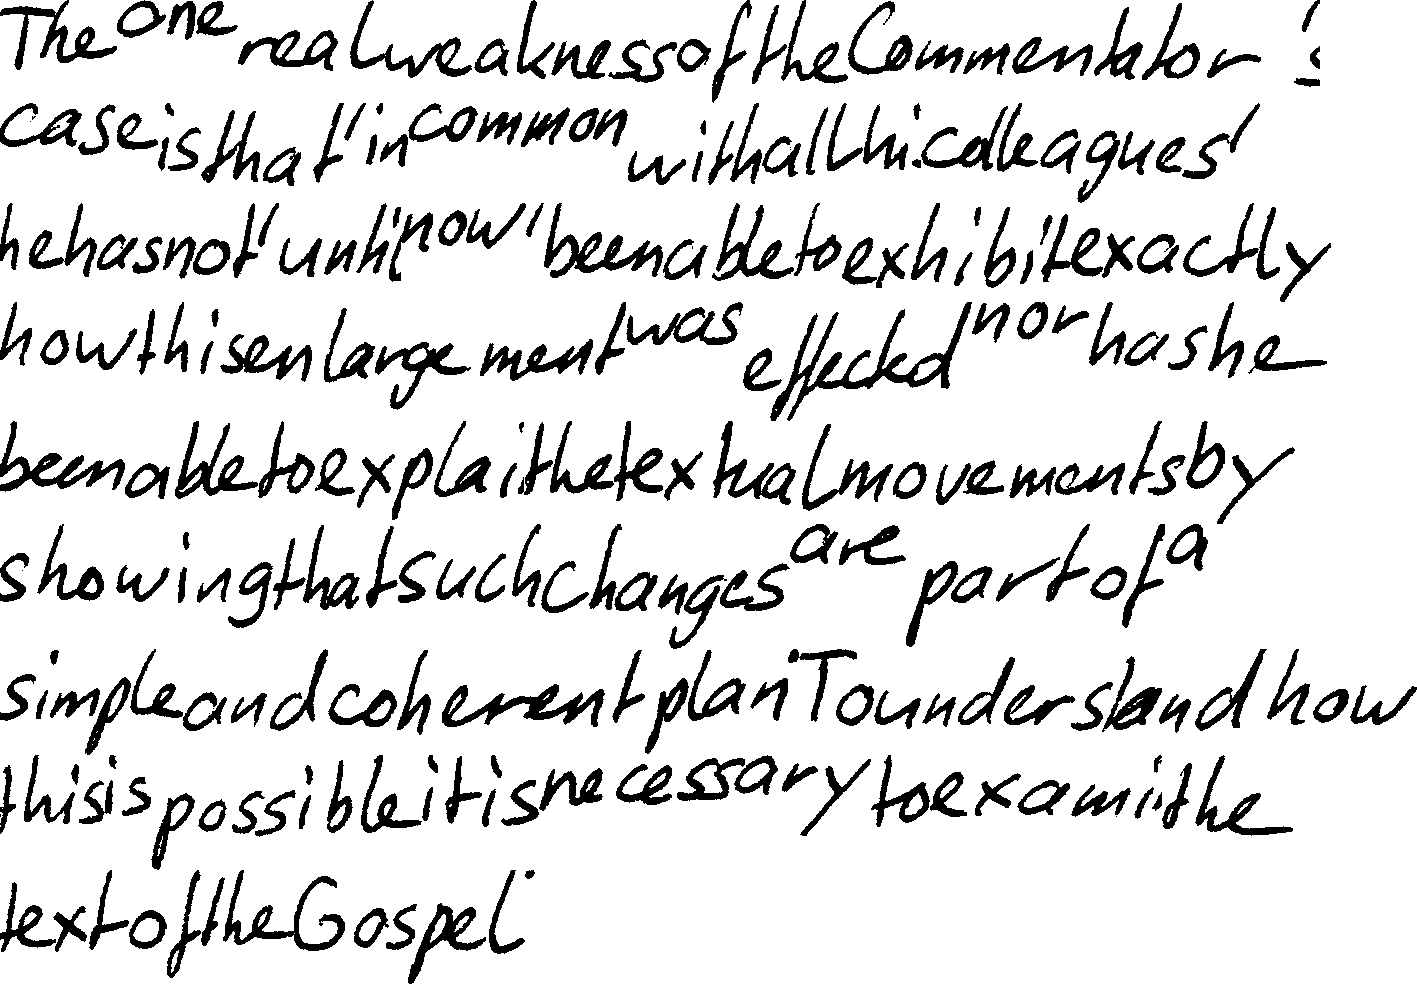 The one real weakness of the Commentator 's
case is that ' in common with all hi. colleagues '
he has not ' until now ' been able to exhibit exactly
how this enlargement was effected nor has he
been able to explai the textual movements by
showing that such changes are part of a
simple and coherent plan . To understand how
this is possible it is necessary to exami . the
text of the Gospel .